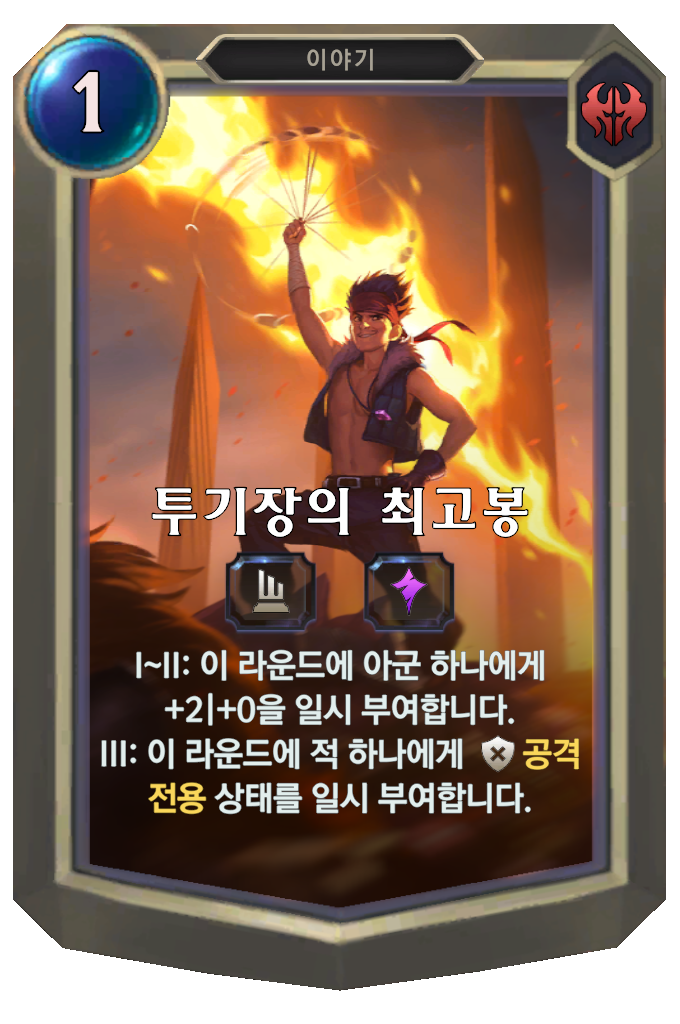 이야기
1
투기장의 최고봉
I~II: 이 라운드에 아군 하나에게
+2|+0을 일시 부여합니다.
III: 이 라운드에 적 하나에게 공격
전용 상태를 일시 부여합니다.